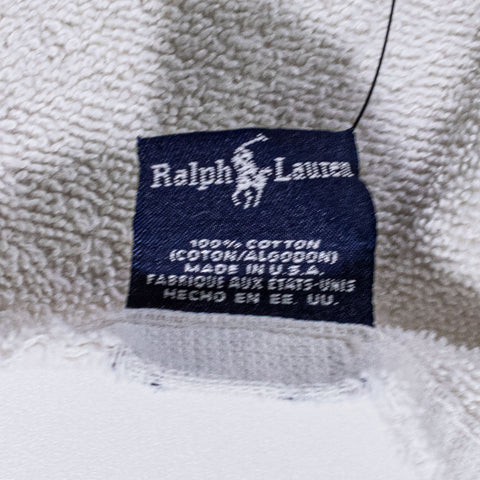 Ralph Lauren
100% COTTON
(COTON/ALGODON)
MADE IN U.S.A.
FABRIQUE AUX ETATS-UNIS
HECHO EN EE. UU.